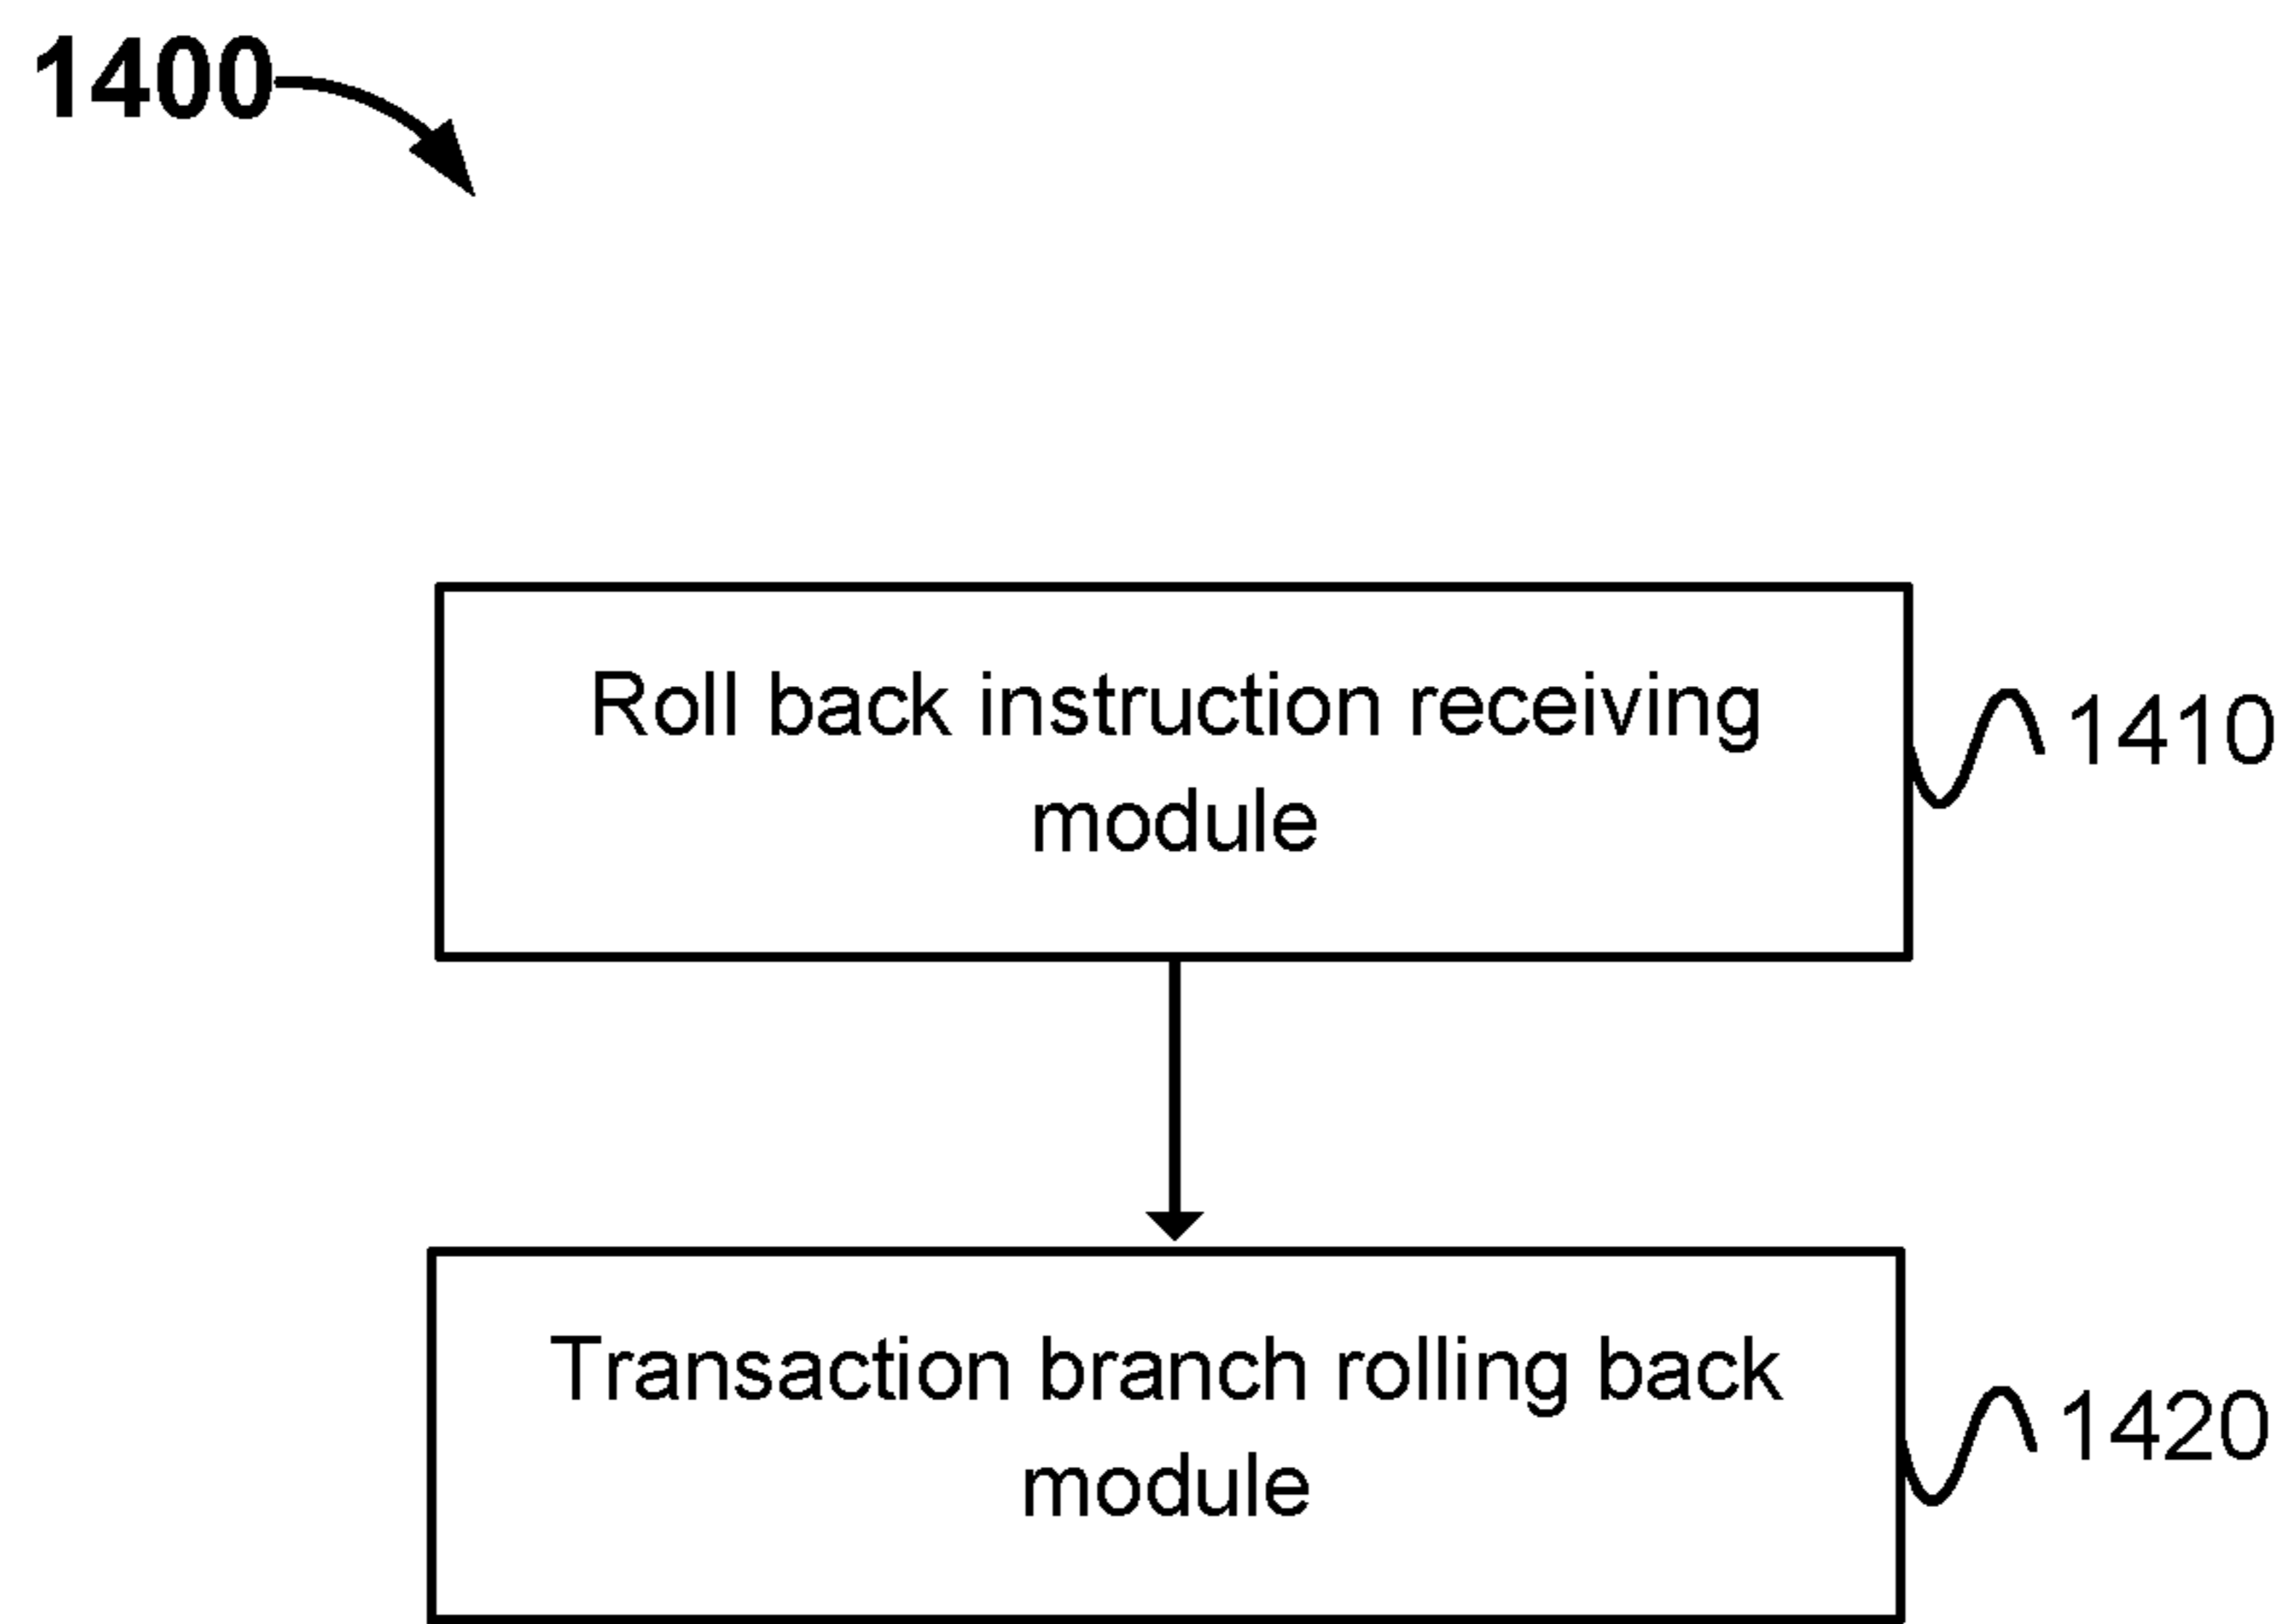 1400
Roll back instruction receiving
module
1410
Transaction branch rolling back
module
1420